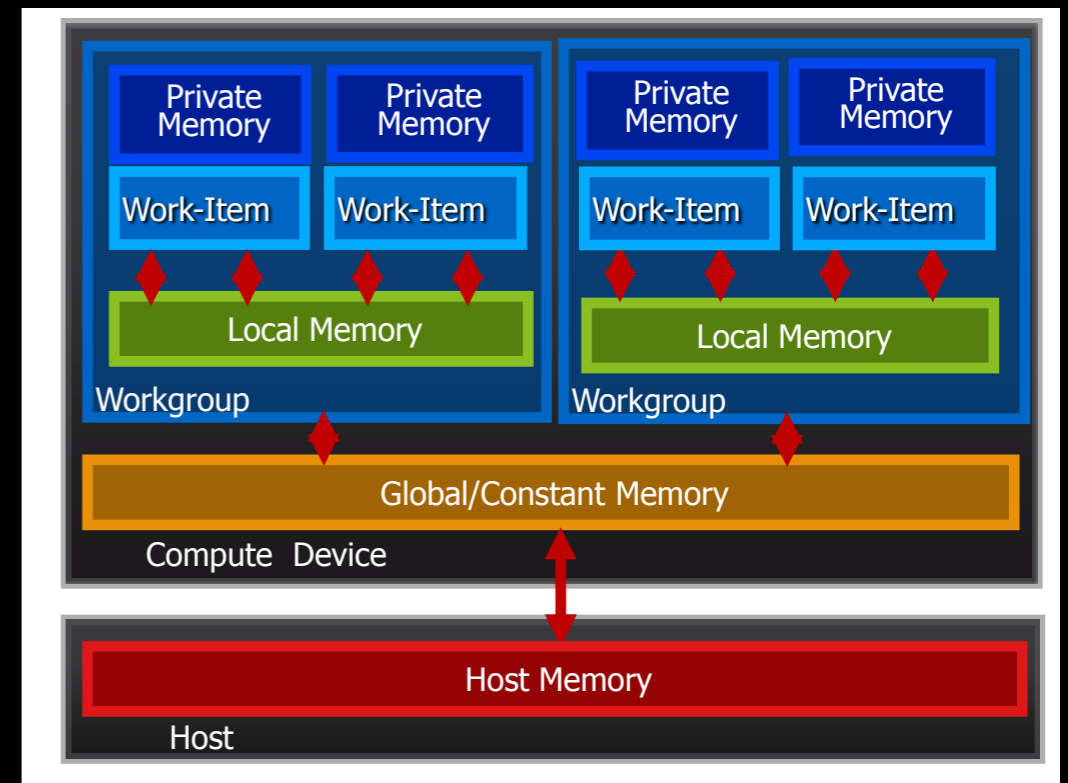 Private
Memory
Private
Memory
Private
Memory
Private
Memory
Work-Item
Work-Item
Work-Item
Work-Item
Local Memory
Local Memory
Workgroup
Workgroup
Global/Constant Memory
Compute Device
Host Memory
Host